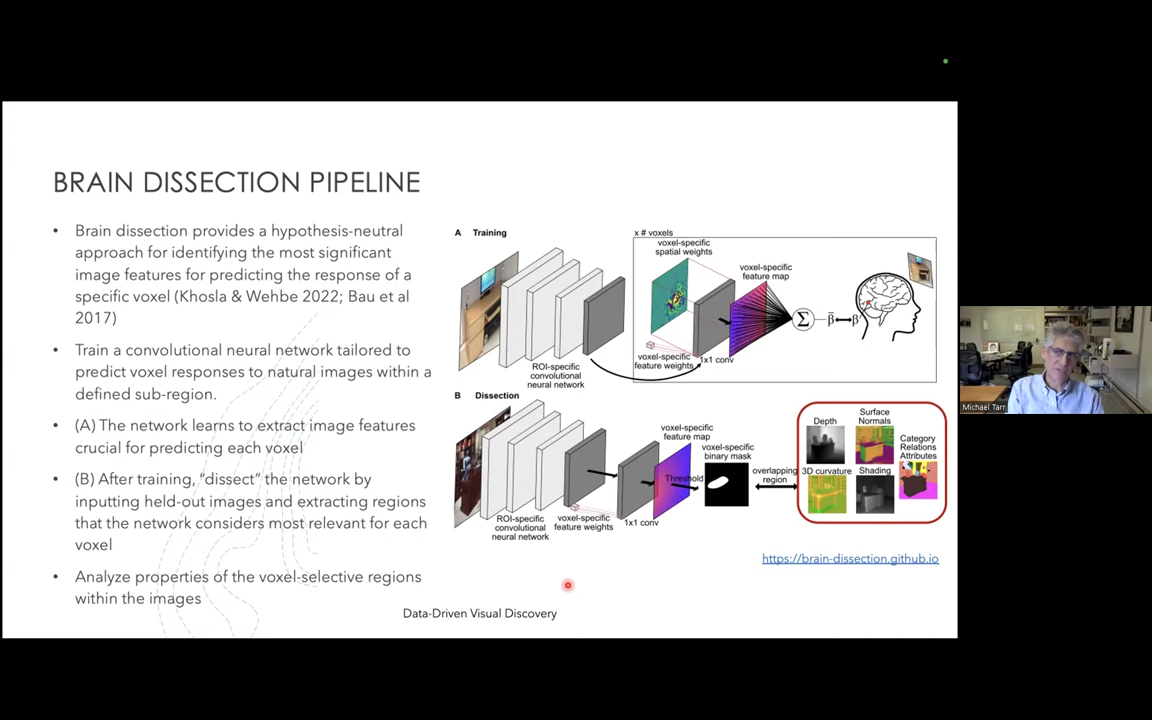 BRAIN DISSECTION PIPELINE
• Brain dissection provides a hypothesis-neutral
approach for identifying the most significant
image features for predicting the response of a
specific voxel (Khosla & Wehbe 2022; Bau et al
2017)
• Train a convolutional neural network tailored to
predict voxel responses to natural images within a
defined sub-region.
• (A) The network learns to extract image features
crucial for predicting each voxel
• (B) After training, “dissect” the network by
inputting held-out images and extracting regions
that the network considers most relevant for each
voxel
• Analyze properties of the voxel-selective regions
within the images
A Training
x # voxels
voxel-specific
spatial weights
voxel-specific
feature map
Σ
β̄
β
voxel-specific
feature weights
1x1 conv
ROI-specific
convolutional
neural network
B Dissection
voxel-specific
feature map
voxel-specific
binary mask
Threshold
overlapping
region
ROI-specific
convolutional
neural network
voxel-specific
feature weights
1x1 conv
Depth
Surface
Normals
Category
Relations
Attributes
3D curvature
Shading
https://brain-dissection.github.io
Data-Driven Visual Discovery
Michael Tarr